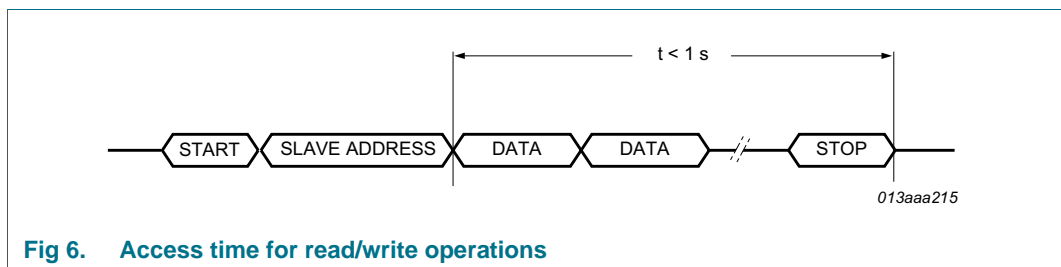 t < 1 s
START SLAVE ADDRESS DATA DATA STOP
013aaa215
Fig 6. Access time for read/write operations